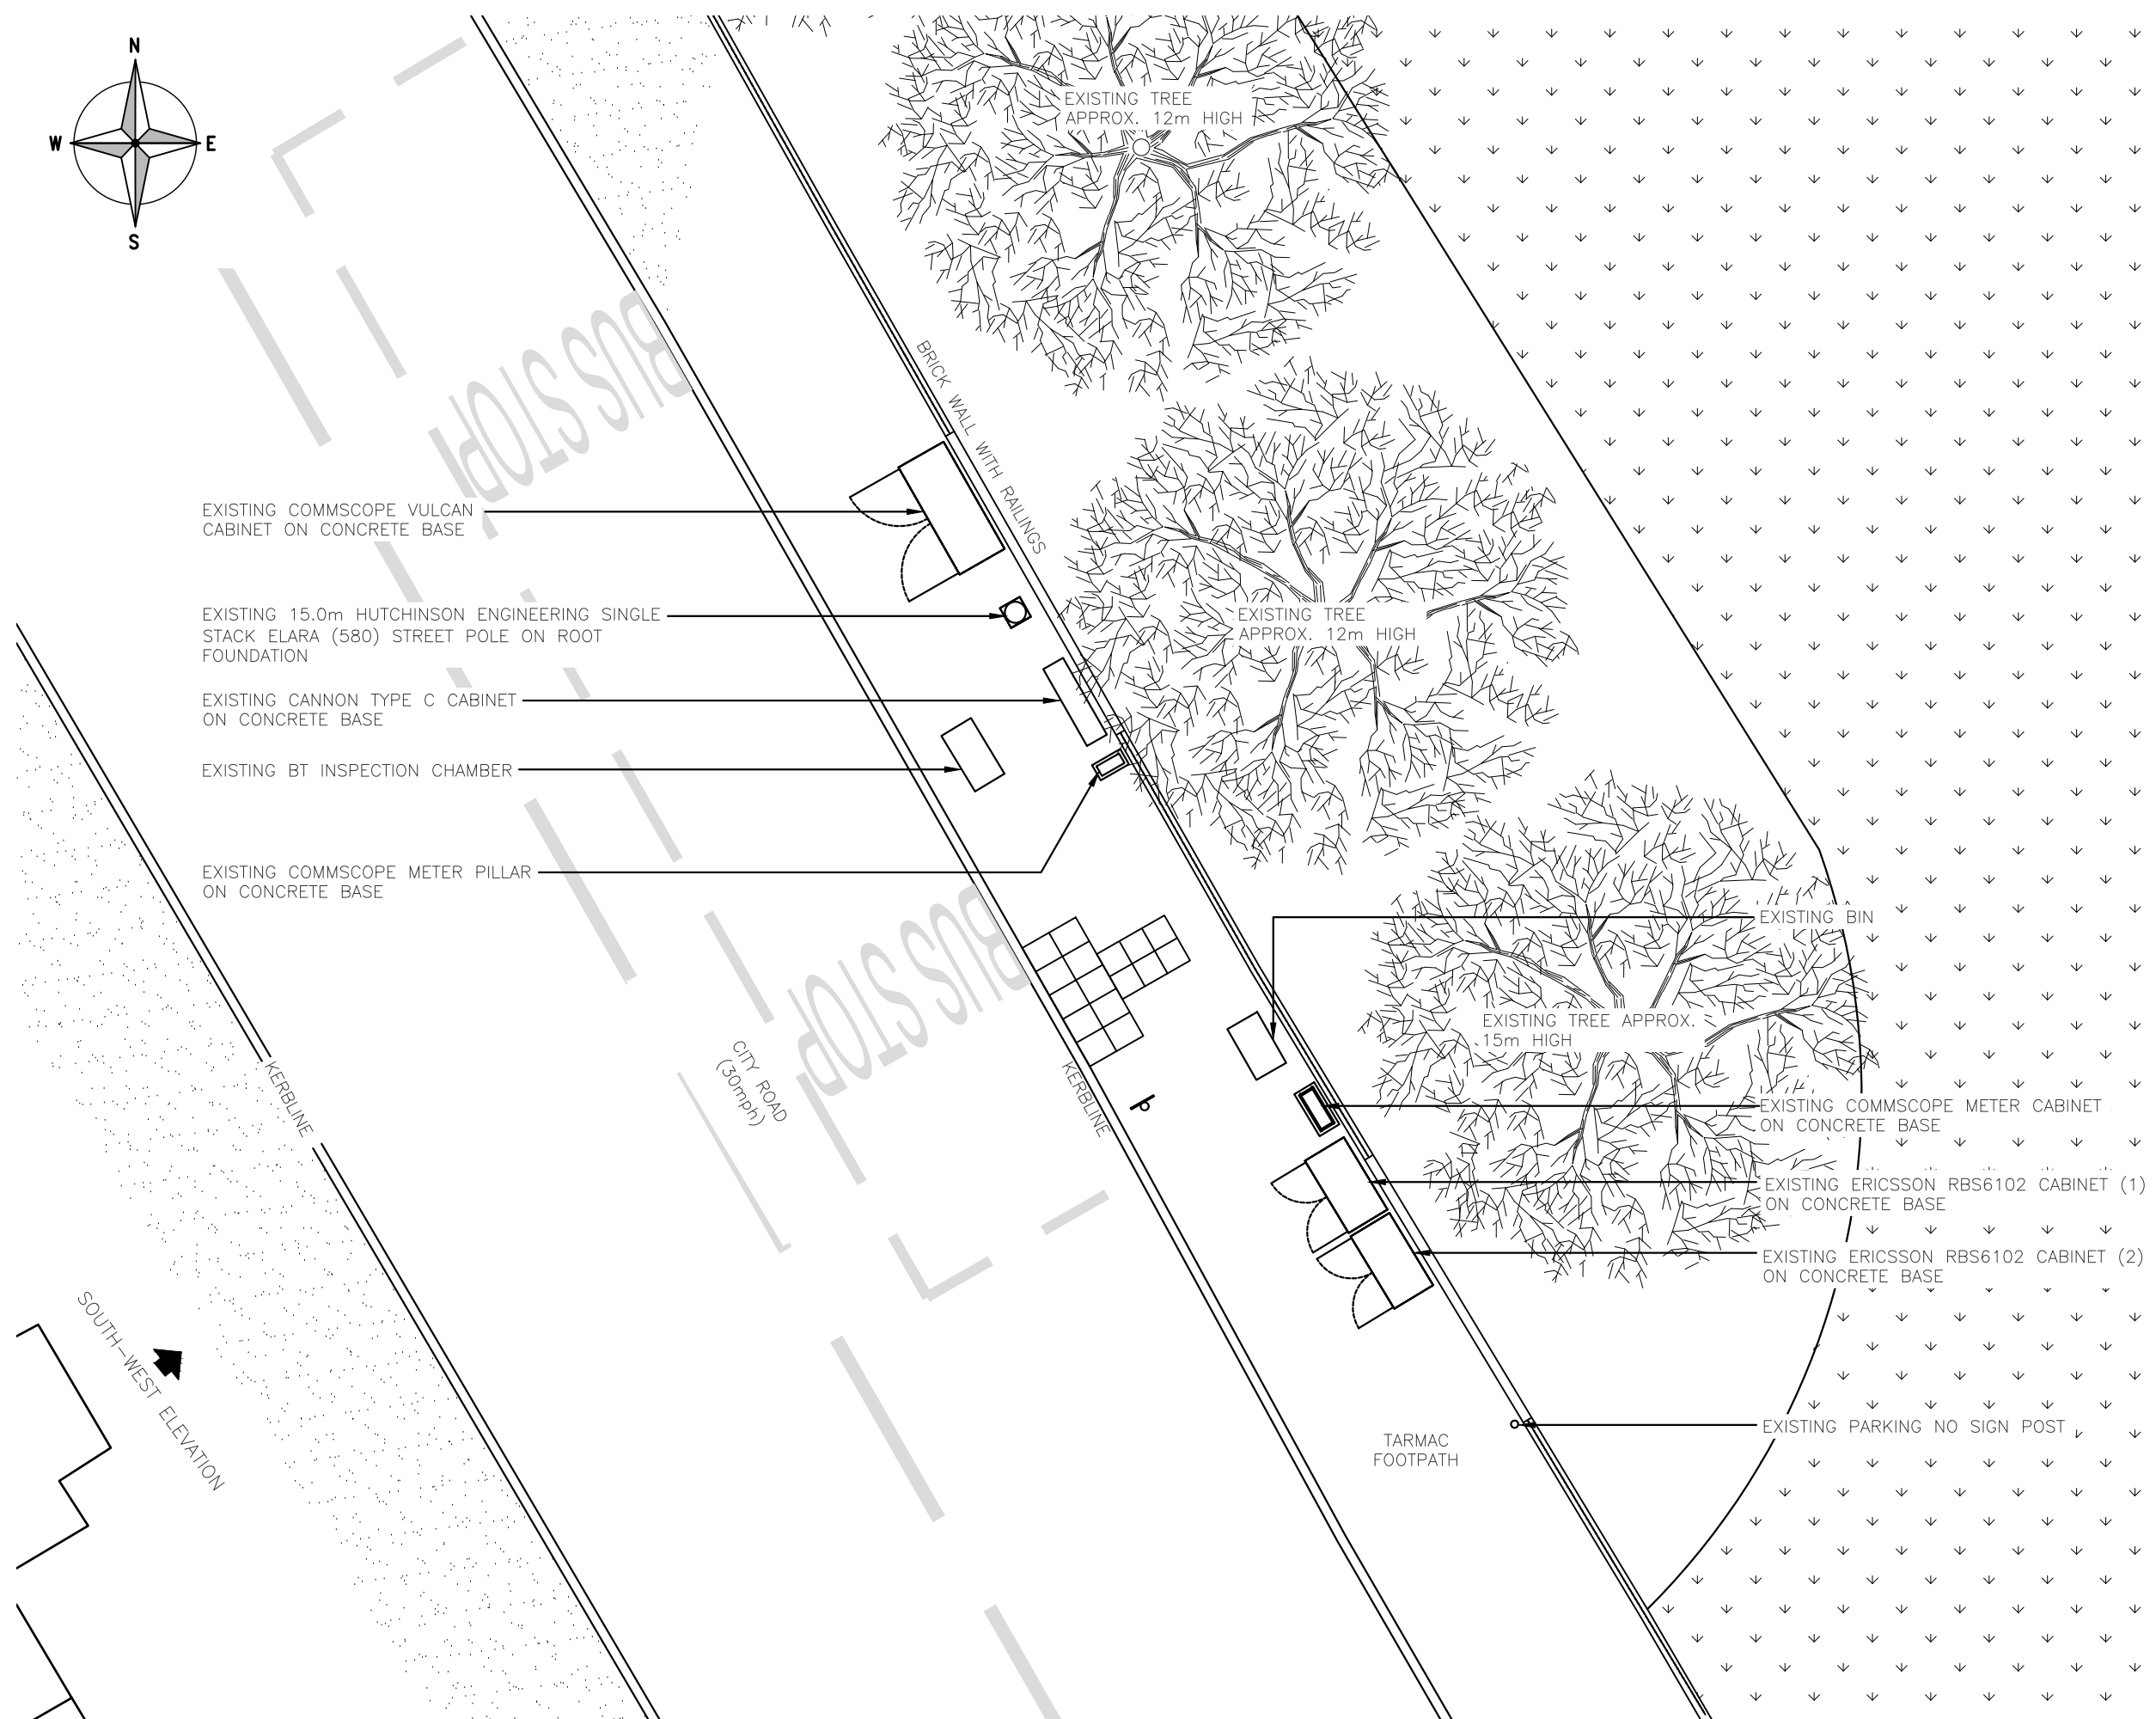 N
W
E
S
EXISTING TREE
APPROX. 12m HIGH
BUS STOP
BRICK WALL WITH RAILINGS
EXISTING COMMSCOPE VULCAN
CABINET ON CONCRETE BASE
EXISTING 15.0m HUTCHINSON ENGINEERING SINGLE
STACK ELARA (580) STREET POLE ON ROOT
FOUNDATION
EXISTING TREE
APPROX. 12m HIGH
EXISTING CANNON TYPE C CABINET
ON CONCRETE BASE
EXISTING BT INSPECTION CHAMBER
EXISTING COMMSCOPE METER PILLAR
ON CONCRETE BASE
BUS STOP
EXISTING BIN
EXISTING TREE APPROX.
15m HIGH
KERBLINE
CITY ROAD
(30mph)
KERBLINE
EXISTING COMMSCOPE METER CABINET
ON CONCRETE BASE
EXISTING ERICSSON RBS6102 CABINET (1)
ON CONCRETE BASE
EXISTING ERICSSON RBS6102 CABINET (2)
ON CONCRETE BASE
SOUTH-WEST ELEVATION
EXISTING PARKING NO SIGN POST
TARMAC
FOOTPATH